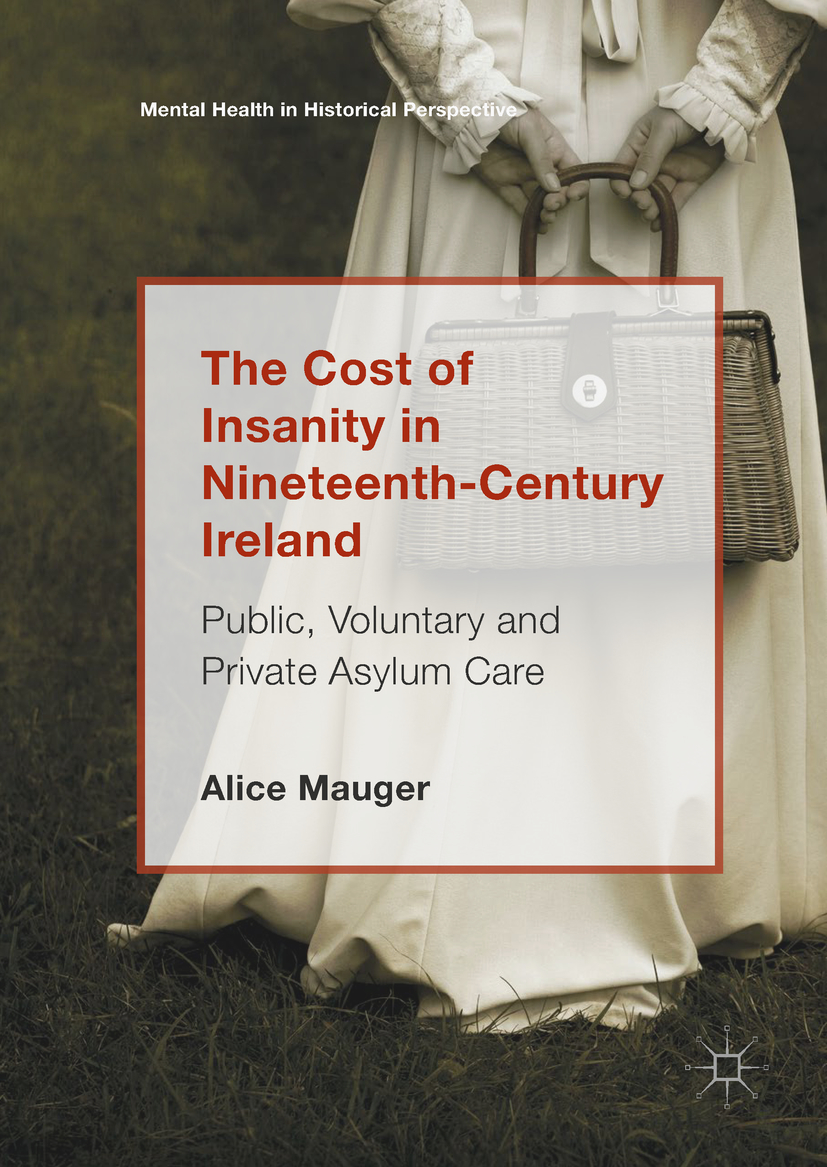 Mental Health in Historical Perspective
The Cost of
Insanity in
Nineteenth-Century
Ireland
Public, Voluntary and
Private Asylum Care
Alice Mauger